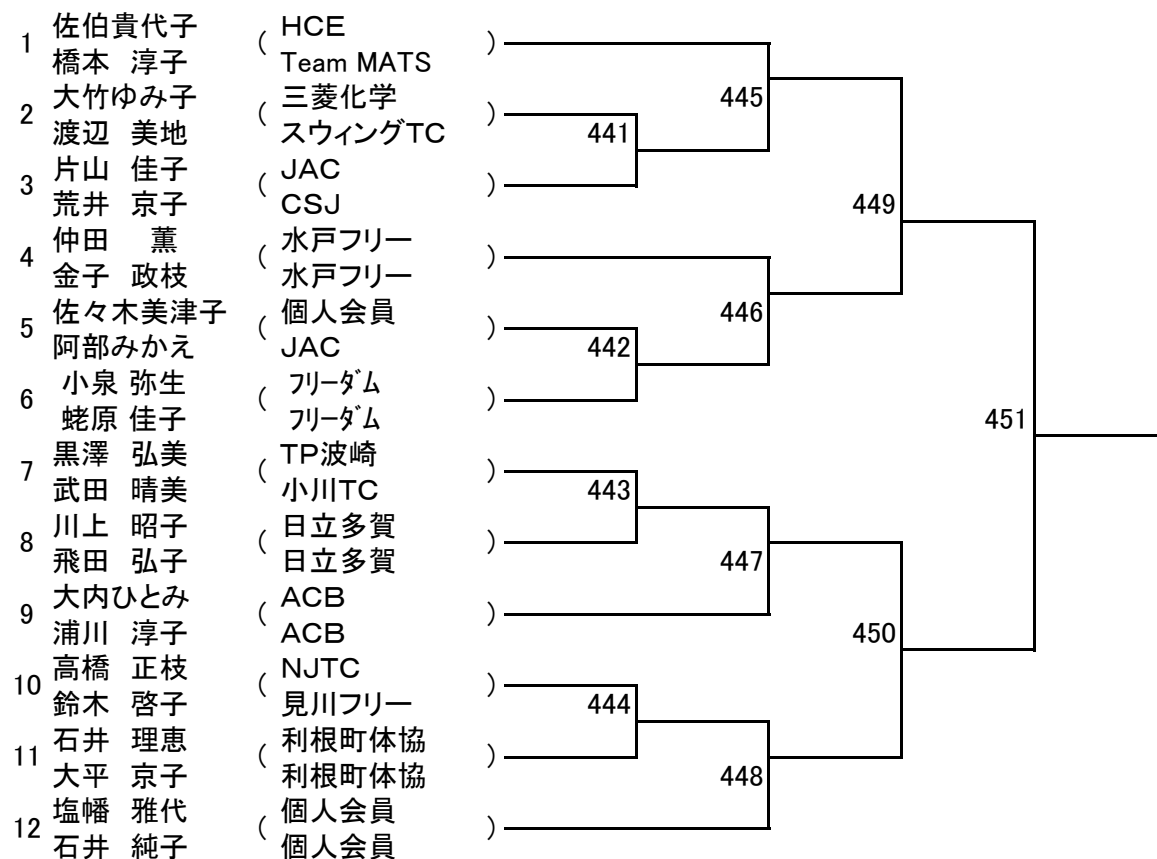 1 佐伯貴代子 ( HCE )
橋本 淳子 Team MATS
2 大竹ゆみ子 ( 三菱化学 )
渡辺 美地 スウィングTC
3 片山 佳子 ( JAC )
荒井 京子 CSJ
4 仲田 薫 ( 水戸フリー )
金子 政枝 水戸フリー
5 佐々木美津子 ( 個人会員 )
阿部みかえ JAC
6 小泉 弥生 ( ﾌﾘｰﾀﾞﾑ )
蛯原 佳子 ﾌﾘｰﾀﾞﾑ
7 黒澤 弘美 ( TP波崎 )
武田 晴美 小川TC
8 川上 昭子 ( 日立多賀 )
飛田 弘子 日立多賀
9 大内ひとみ ( ACB )
浦川 淳子 ACB
10 高橋 正枝 ( NJTC )
鈴木 啓子 見川フリー
11 石井 理恵 ( 利根町体協 )
大平 京子 利根町体協
12 塩幡 雅代 ( 個人会員 )
石井 純子 個人会員
441
442
443
444
445
446
447
448
449
450
451